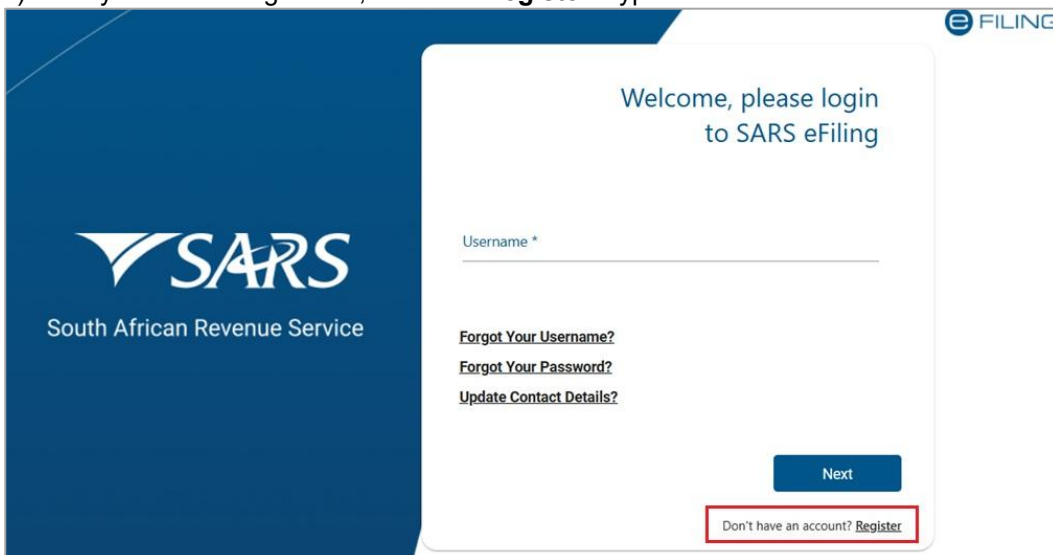 e FILING
Welcome, please login
to SARS eFiling
Username *
SARS
South African Revenue Service
Forgot Your Username?
Forgot Your Password?
Update Contact Details?
Next
Don't have an account? Register